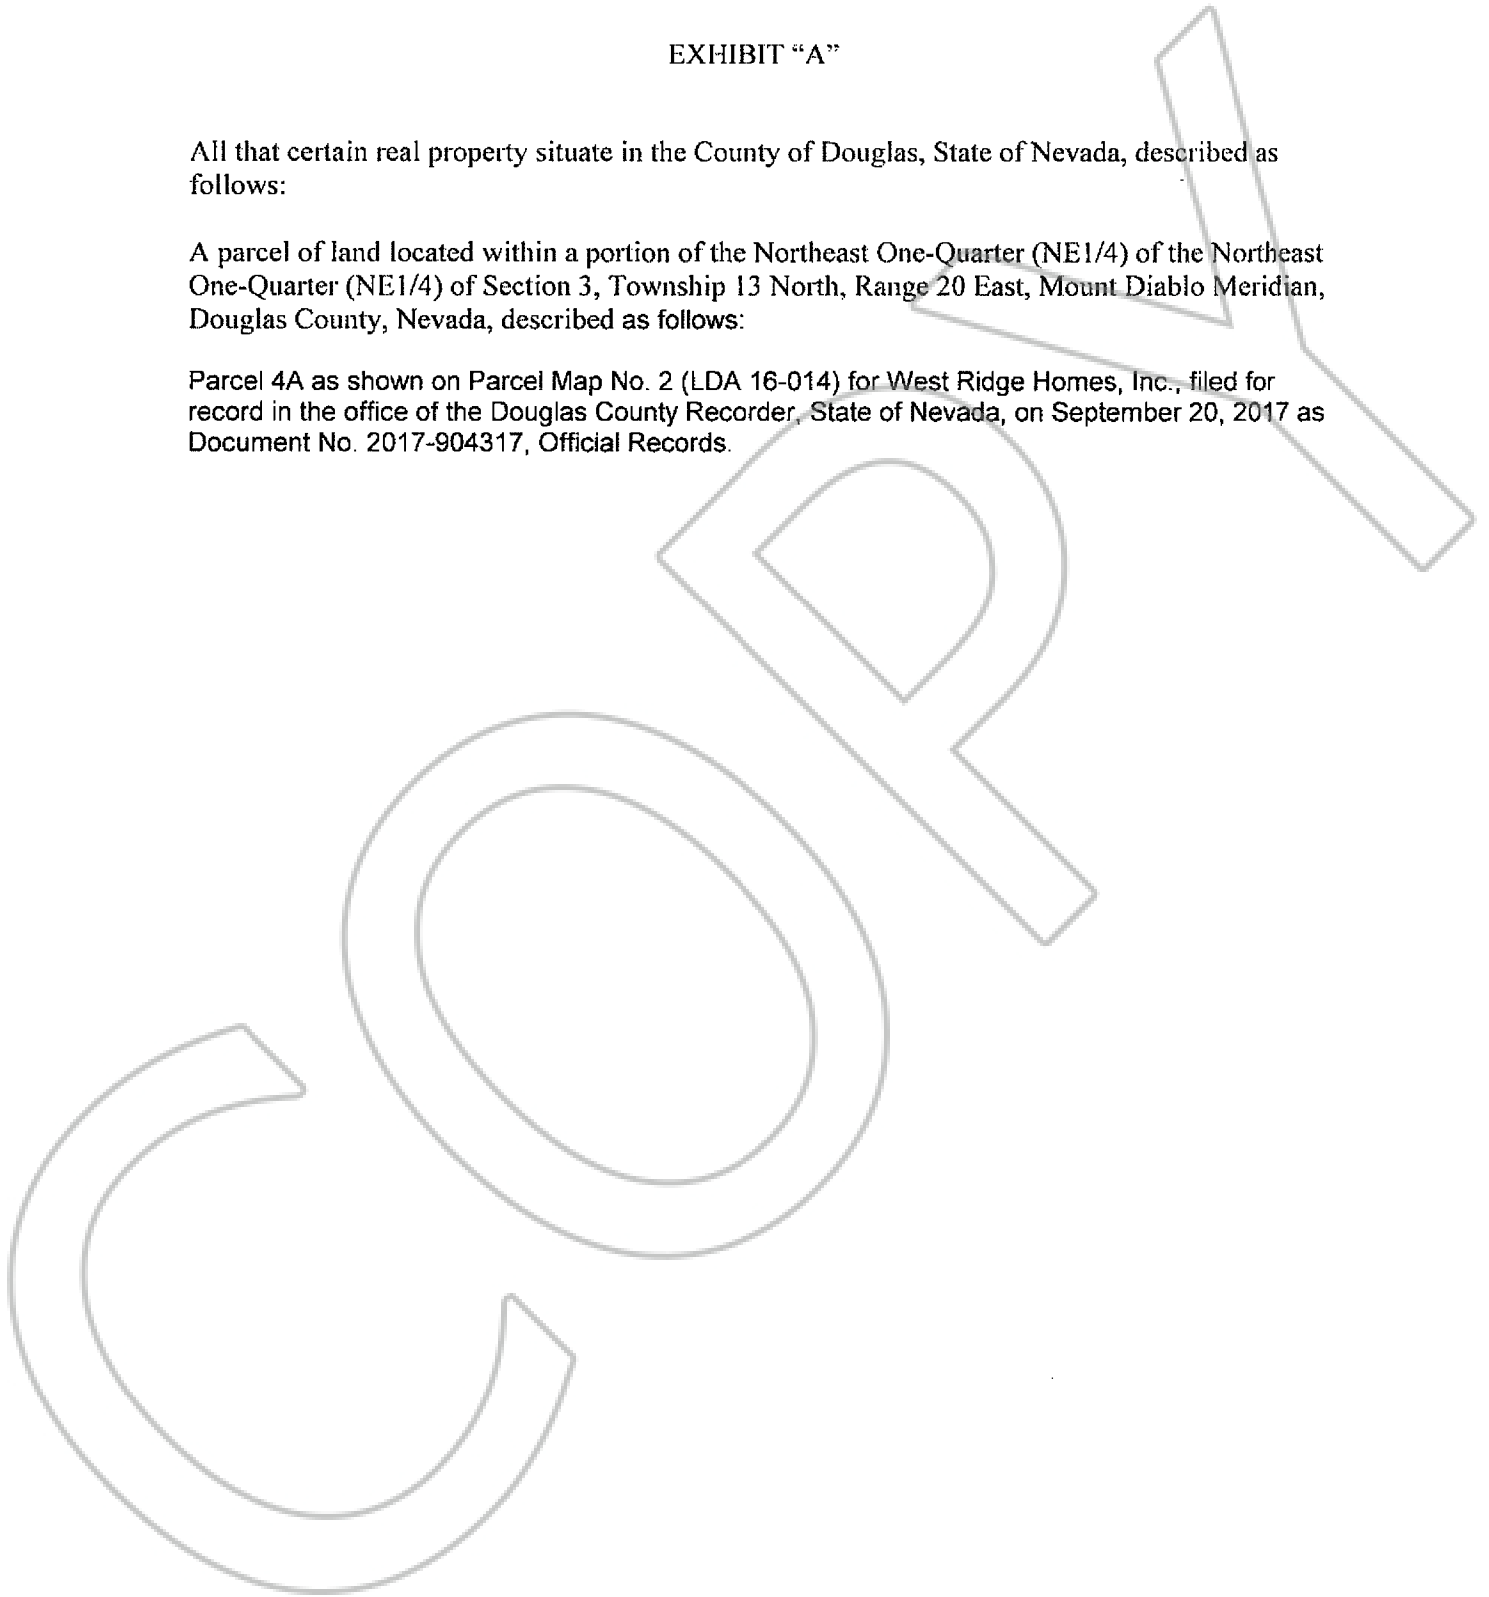 EXHIBIT “A”
All that certain real property situate in the County of Douglas, State of Nevada, described as
follows:
A parcel of land located within a portion of the Northeast One-Quarter (NE1/4) of the Northeast
One-Quarter (NE1/4) of Section 3, Township 13 North, Range 20 East, Mount Diablo Meridian,
Douglas County, Nevada, described as follows:
Parcel 4A as shown on Parcel Map No. 2 (LDA 16-014) for West Ridge Homes, Inc., filed for
record in the office of the Douglas County Recorder, State of Nevada, on September 20, 2017 as
Document No. 2017-904317, Official Records.
COPY